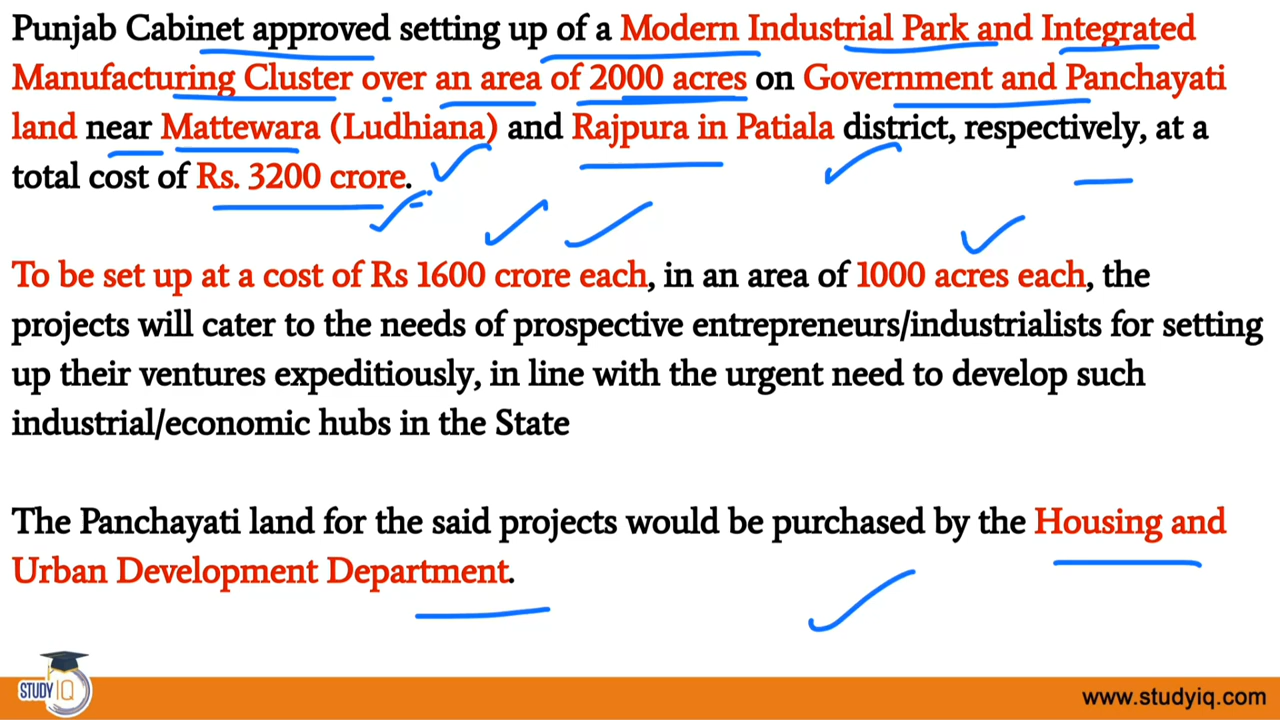 Punjab Cabinet approved setting up of a Modern Industrial Park and Integrated
Manufacturing Cluster over an area of 2000 acres on Government and Panchayati
land near Mattewara (Ludhiana) and Rajpura in Patiala district, respectively, at a
total cost of Rs. 3200 crore.
To be set up at a cost of Rs 1600 crore each, in an area of 1000 acres each, the
projects will cater to the needs of prospective entrepreneurs/industrialists for setting
up their ventures expeditiously, in line with the urgent need to develop such
industrial/economic hubs in the State
The Panchayati land for the said projects would be purchased by the Housing and
Urban Development Department.
STUDY IQ
www.studyiq.com